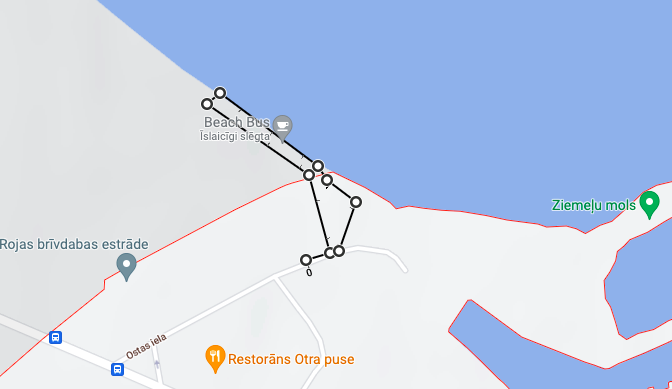 Beach Bus
Īslaicīgi slēgta
Ziemeļu mols
Rojas brīvdabas estrāde
0
Ostas iela
Restorāns Otra puse